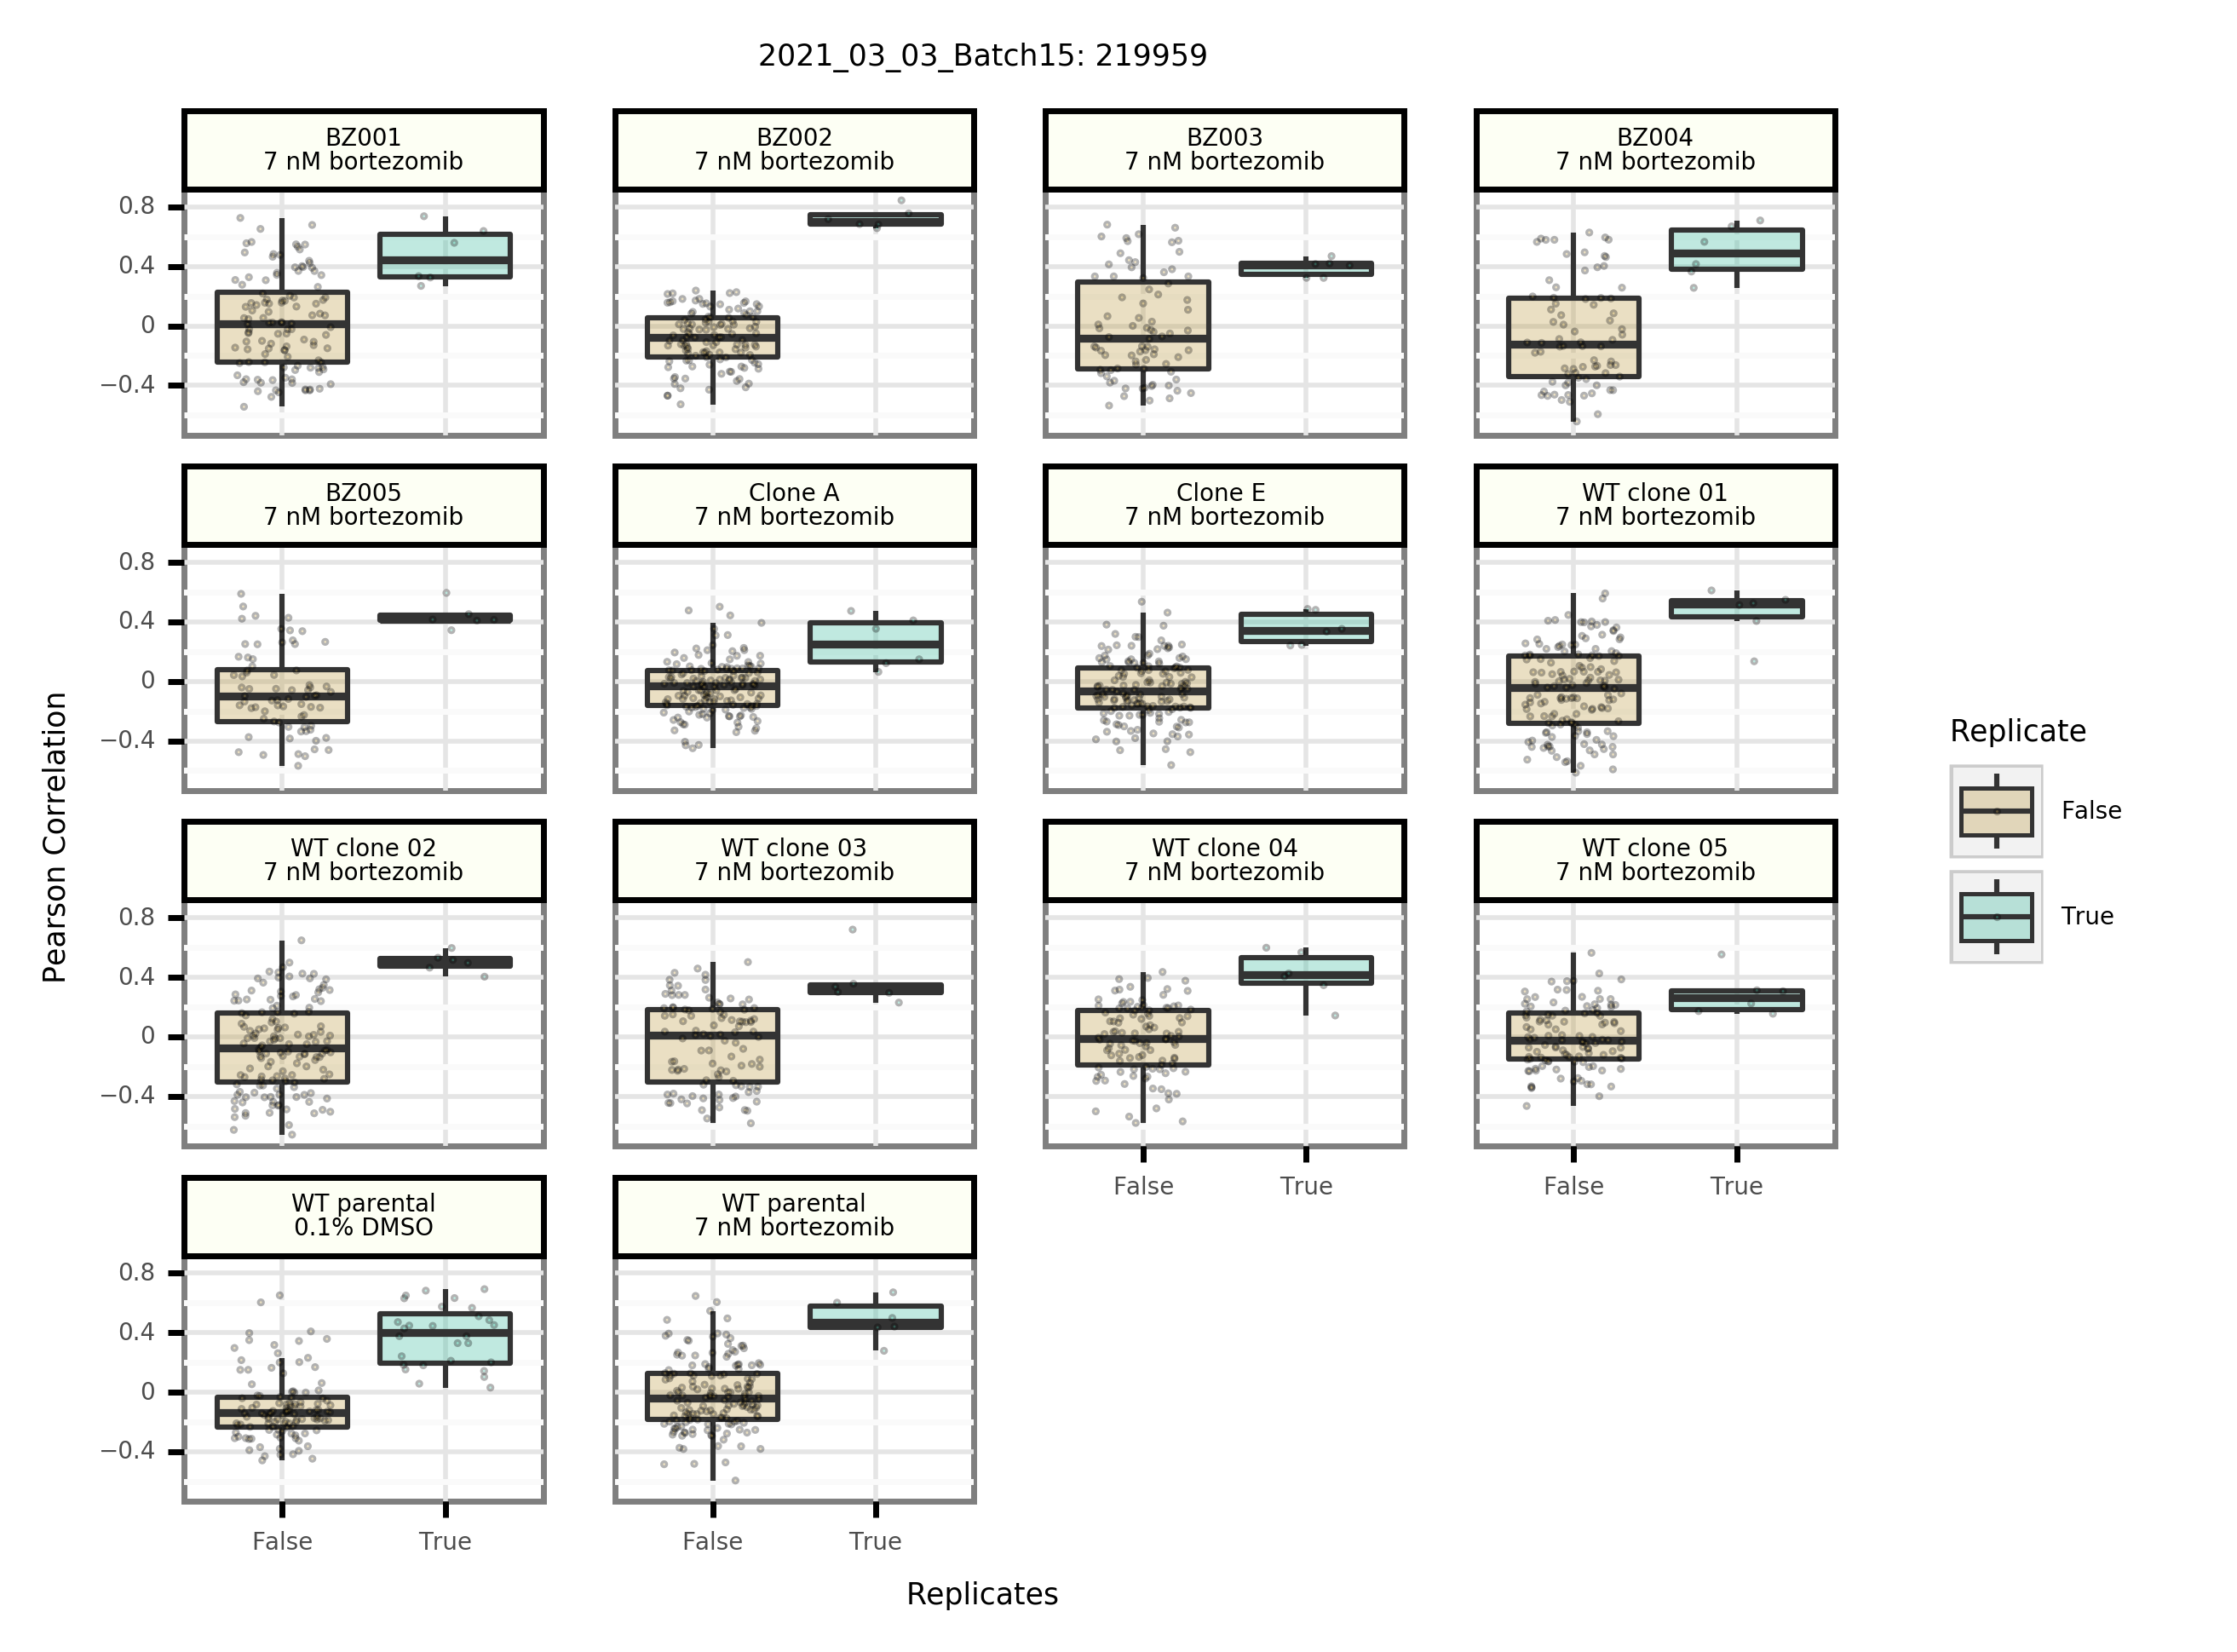 2021_03_03_Batch15: 219959
BZ001
7 nM bortezomib
BZ002
7 nM bortezomib
BZ003
7 nM bortezomib
BZ004
7 nM bortezomib
0.8
0.4
0
−0.4
BZ005
7 nM bortezomib
Clone A
7 nM bortezomib
Clone E
7 nM bortezomib
WT clone 01
7 nM bortezomib
0.8
0.4
0
−0.4
WT clone 02
7 nM bortezomib
WT clone 03
7 nM bortezomib
WT clone 04
7 nM bortezomib
WT clone 05
7 nM bortezomib
0.8
0.4
0
−0.4
False
True
False
True
WT parental
0.1% DMSO
WT parental
7 nM bortezomib
0.8
0.4
0
−0.4
False
True
False
True
Pearson Correlation
Replicates
Replicate
False
True